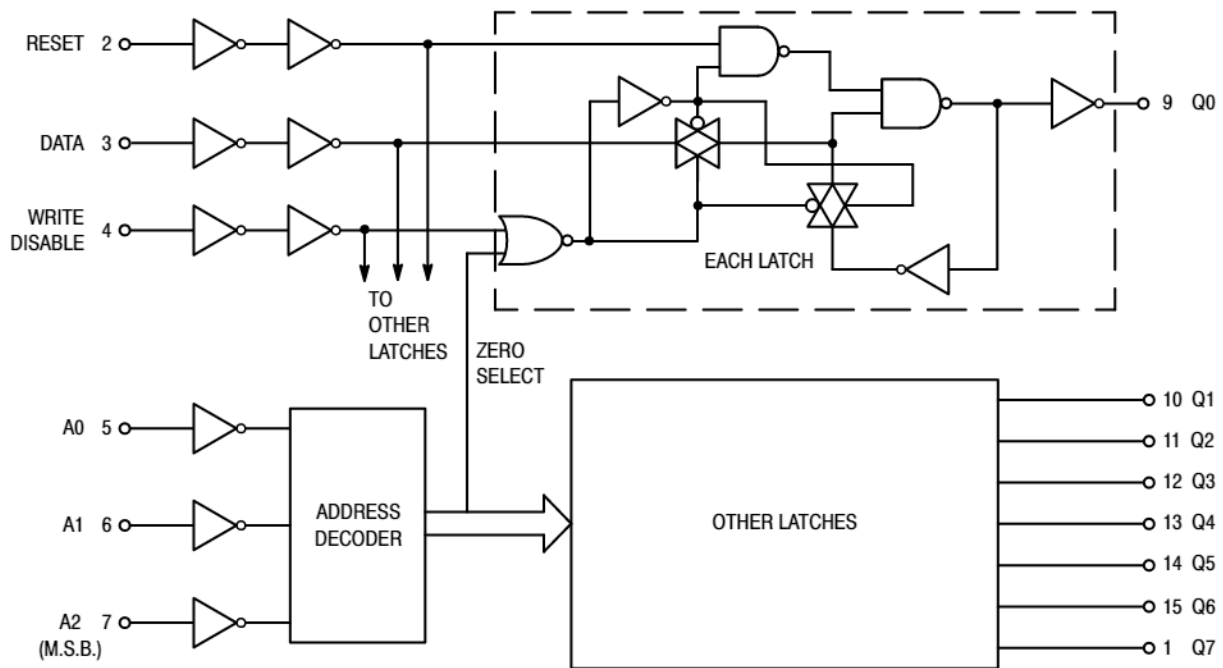 RESET 2
DATA 3
WRITE
DISABLE 4
EACH LATCH
9 Q0
TO
OTHER
LATCHES
ZERO
SELECT
A0 5
A1 6
A2 7
(M.S.B.)
ADDRESS
DECODER
OTHER LATCHES
10 Q1
11 Q2
12 Q3
13 Q4
14 Q5
15 Q6
1 Q7